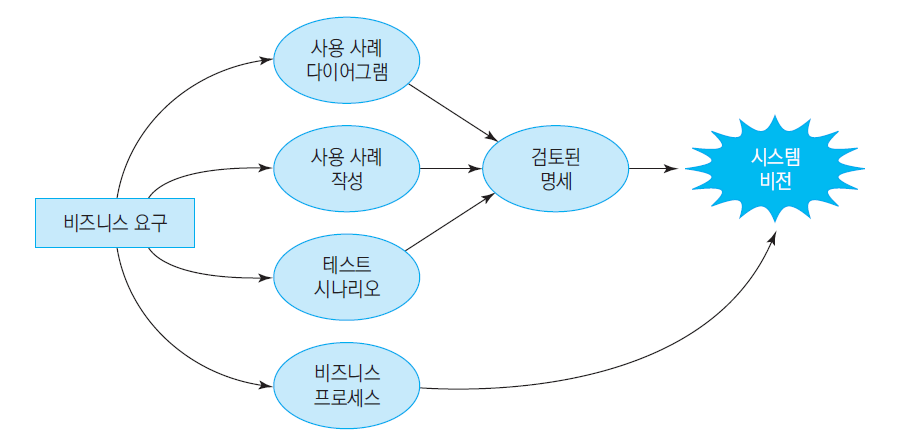 사용 사례
다이어그램
사용 사례
작성
검토된
명세
시스템
비전
비즈니스 요구
테스트
시나리오
비즈니스
프로세스